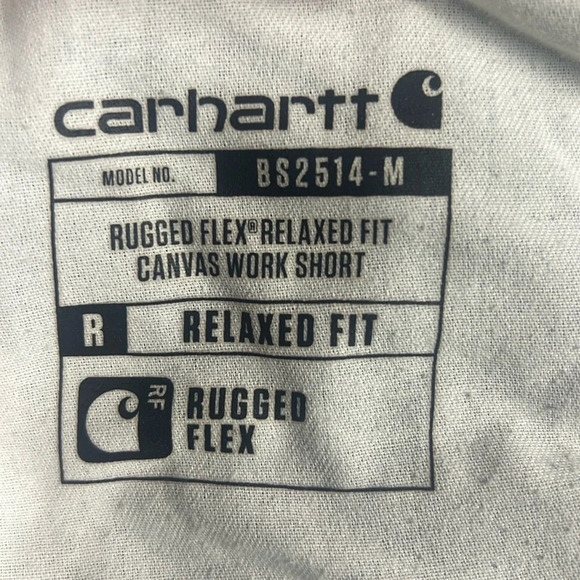 carhartt
MODEL NO. BS2514-M
RUGGED FLEX® RELAXED FIT
CANVAS WORK SHORT
R RELAXED FIT
RF
RUGGED
FLEX